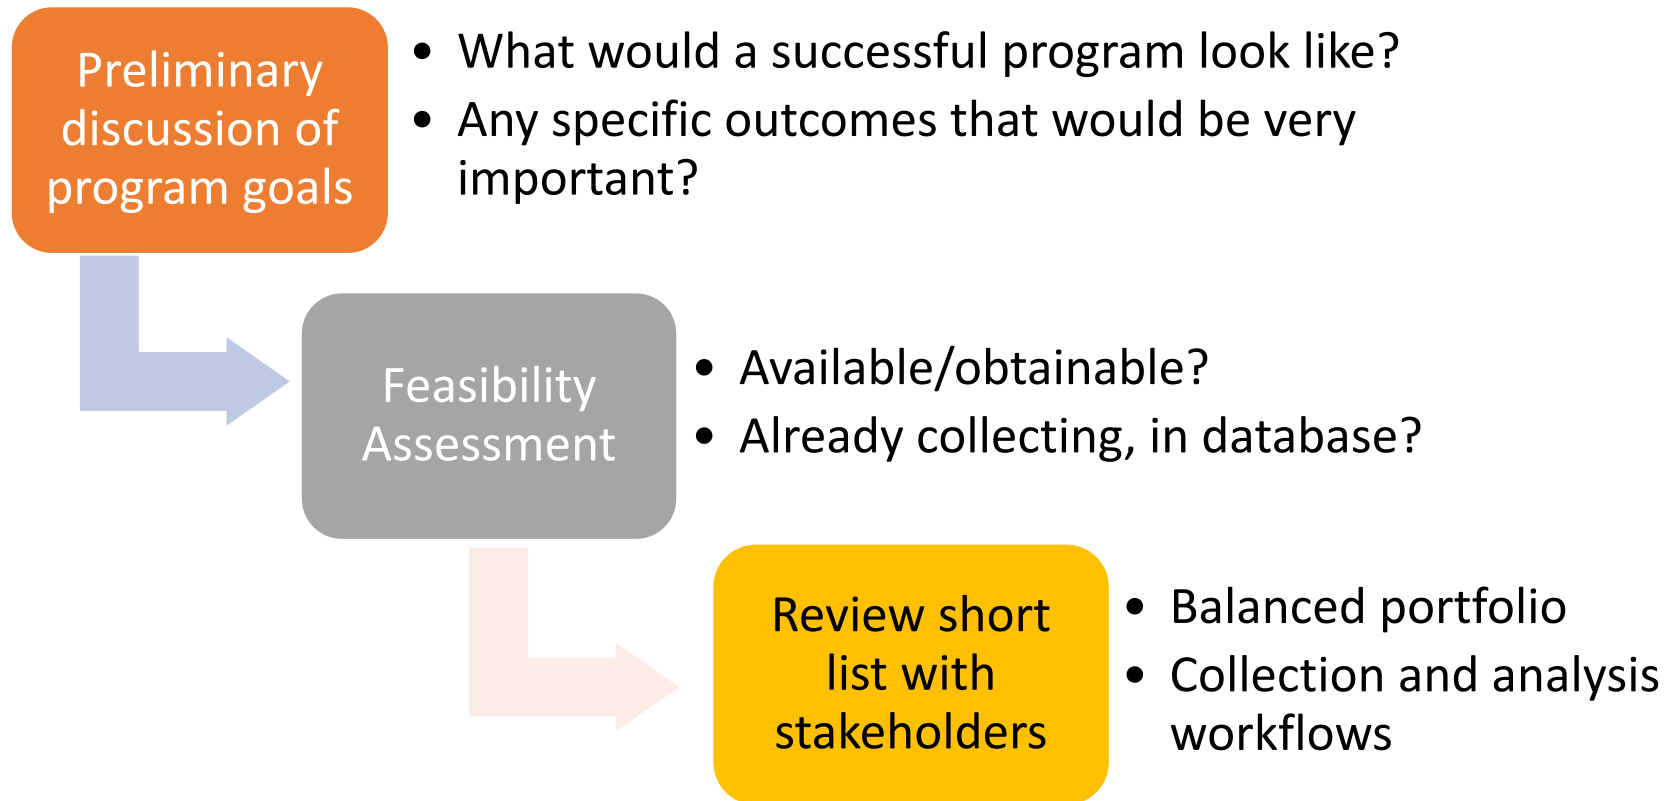 Preliminary
discussion of
program goals
• What would a successful program look like?
• Any specific outcomes that would be very
important?
Feasibility
Assessment
• Available/obtainable?
• Already collecting, in database?
Review short
list with
stakeholders
• Balanced portfolio
• Collection and analysis
workflows